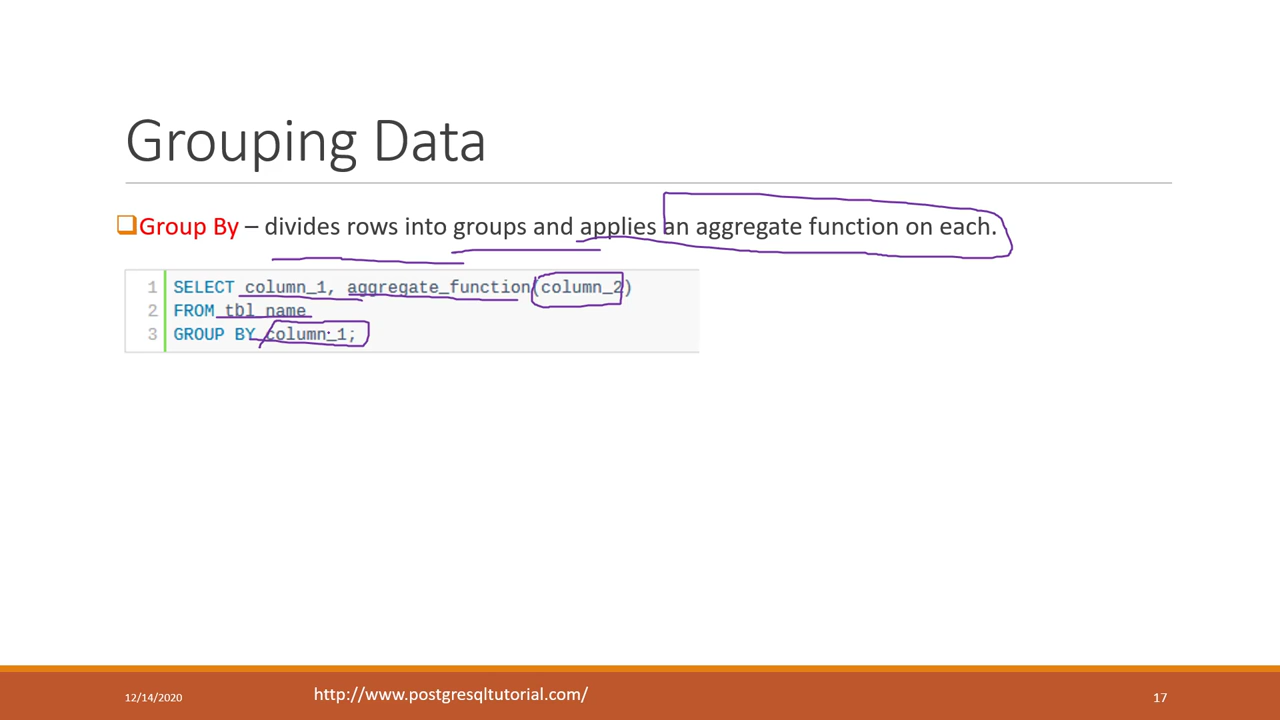 Grouping Data
Group By – divides rows into groups and applies an aggregate function on each.
1 SELECT column_1, aggregate_function(column_2)
2 FROM tbl_name
3 GROUP BY column_1;
12/14/2020 http://www.postgresqltutorial.com/ 17